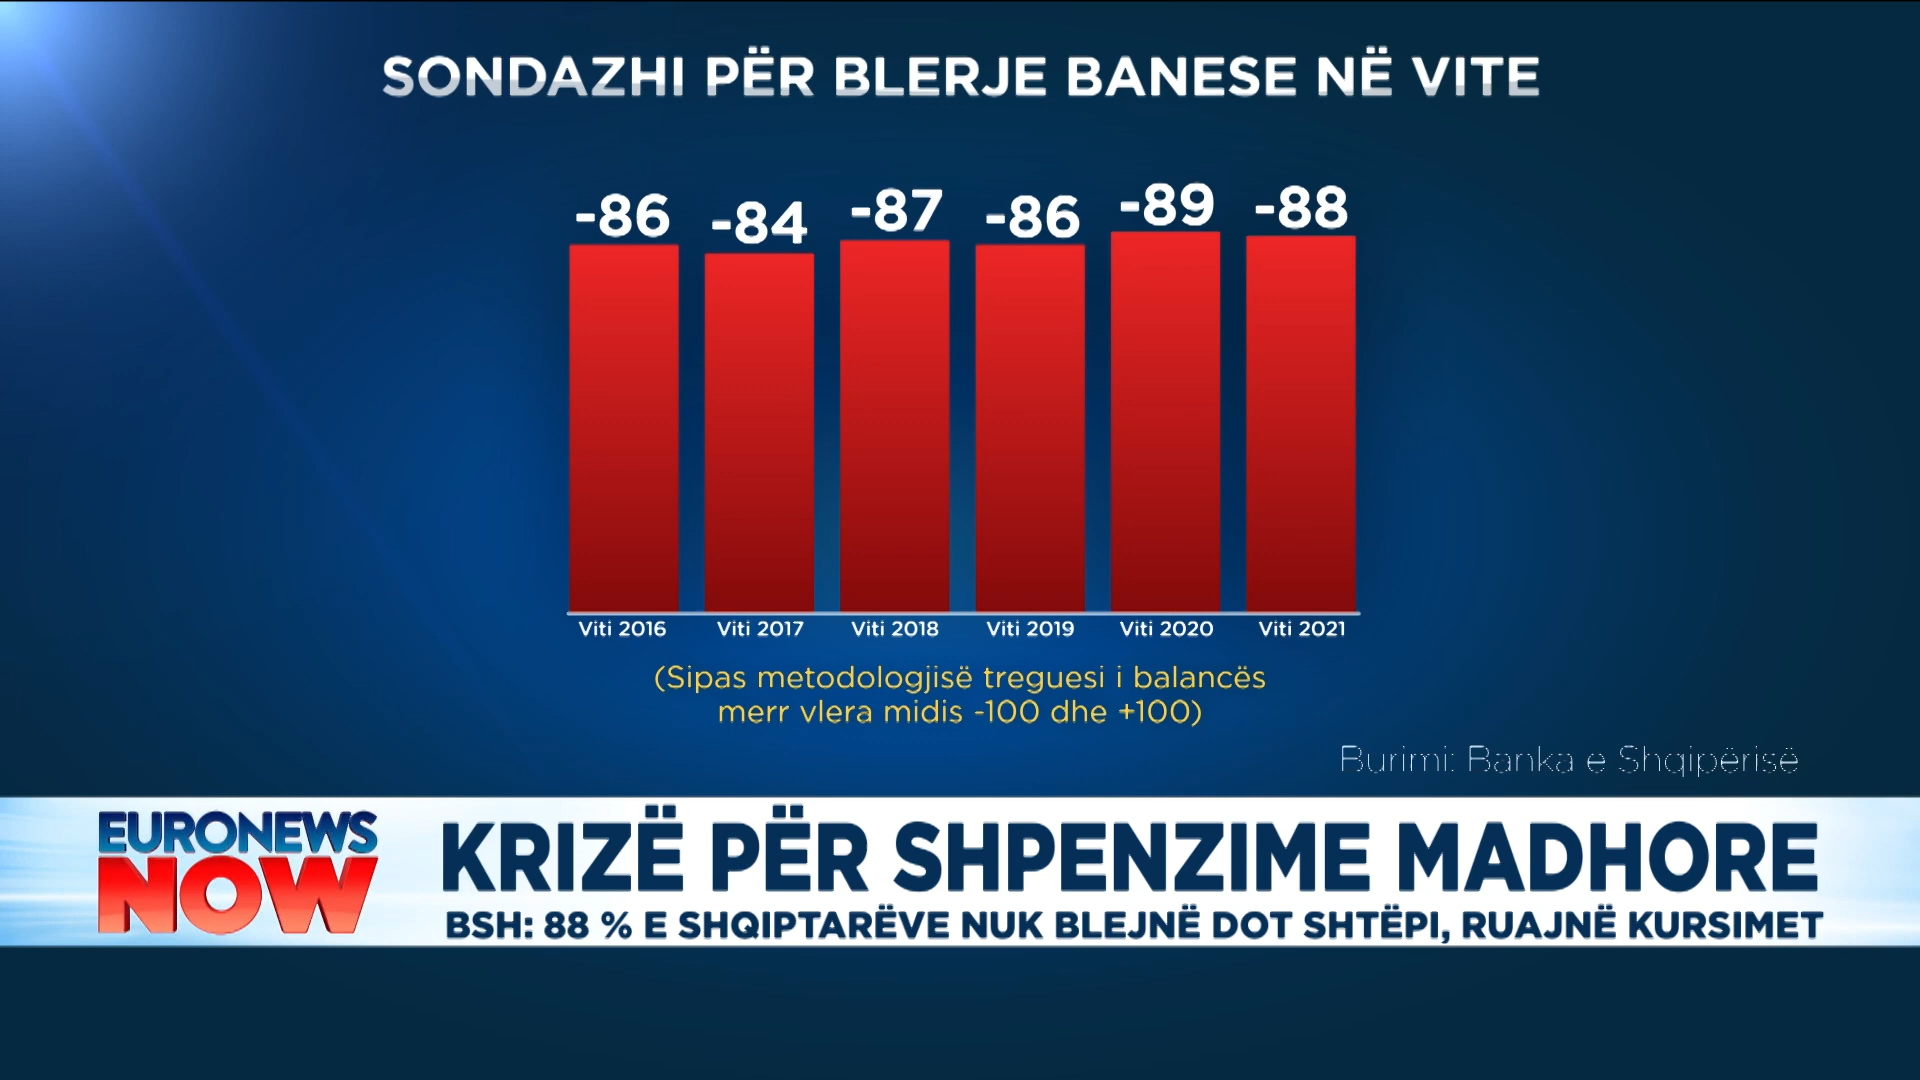 SONDAZHI PËR BLERJE BANESE NË VITE
-86 -84 -87 -86 -89 -88
Viti 2016 Viti 2017 Viti 2018 Viti 2019 Viti 2020 Viti 2021
(Sipas metodologjisë treguesi i balancës
merr vlera midis -100 dhe +100)
Burimi: Banka e Shqipërisë
EURONEWS
NOW
KRIZË PËR SHPENZIME MADHORE
BSH: 88 % E SHQIPTARËVE NUK BLEJNË DOT SHTËPI, RUAJNË KURSIMET